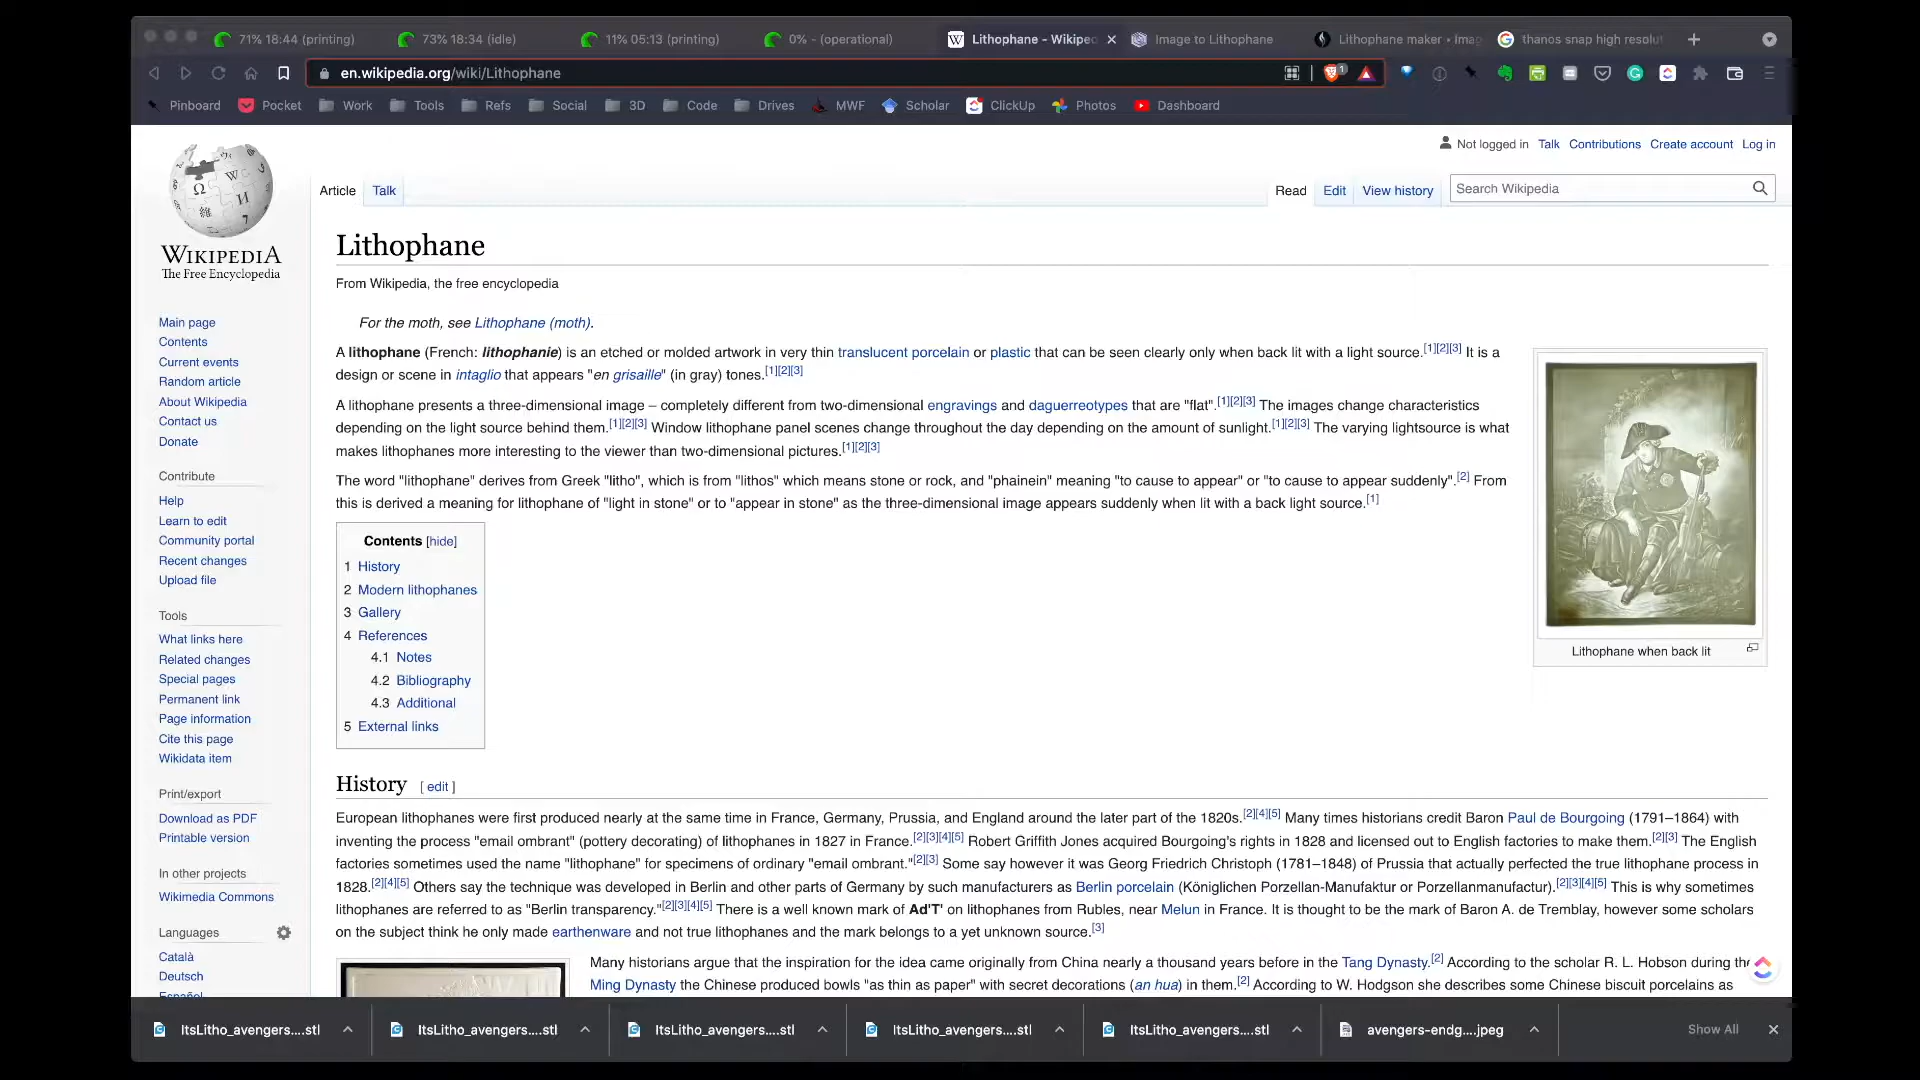 71% 18:44 (printing)
73% 18:34 (idle)
11% 05:13 (printing)
0% - (operational)
Lithophane - Wikipe
Image to Lithophane
Lithophane maker • Imag
thanos snap high resolut
en.wikipedia.org/wiki/Lithophane
1
Pinboard
Pocket
Work
Tools
Refs
Social
3D
Code
Drives
MWF
Scholar
ClickUp
Photos
Dashboard
Not logged in Talk Contributions Create account Log in
WIKIPEDIA
The Free Encyclopedia
Article Talk
Read Edit View history
Search Wikipedia
Main page
Contents
Current events
Random article
About Wikipedia
Contact us
Donate
Contribute
Help
Learn to edit
Community portal
Recent changes
Upload file
Tools
What links here
Related changes
Special pages
Permanent link
Page information
Cite this page
Wikidata item
Print/export
Download as PDF
Printable version
In other projects
Wikimedia Commons
Languages
Català
Deutsch
Español
Lithophane
From Wikipedia, the free encyclopedia
For the moth, see Lithophane (moth).
A lithophane (French: lithophanie) is an etched or molded artwork in very thin translucent porcelain or plastic that can be seen clearly only when back lit with a light source.[1][2][3] It is a
design or scene in intaglio that appears "en grisaille" (in gray) tones.[1][2][3]
A lithophane presents a three-dimensional image – completely different from two-dimensional engravings and daguerreotypes that are "flat".[1][2][3] The images change characteristics
depending on the light source behind them.[1][2][3] Window lithophane panel scenes change throughout the day depending on the amount of sunlight.[1][2][3] The varying lightsource is what
makes lithophanes more interesting to the viewer than two-dimensional pictures.[1][2][3]
The word "lithophane" derives from Greek "litho", which is from "lithos" which means stone or rock, and "phainein" meaning "to cause to appear" or "to cause to appear suddenly".[2] From
this is derived a meaning for lithophane of "light in stone" or to "appear in stone" as the three-dimensional image appears suddenly when lit with a back light source.[1]
Lithophane when back lit
Contents [hide]
1 History
2 Modern lithophanes
3 Gallery
4 References
4.1 Notes
4.2 Bibliography
4.3 Additional
5 External links
History [ edit ]
European lithophanes were first produced nearly at the same time in France, Germany, Prussia, and England around the later part of the 1820s.[2][4][5] Many times historians credit Baron Paul de Bourgoing (1791–1864) with
inventing the process "email ombrant" (pottery decorating) of lithophanes in 1827 in France.[2][3][4][5] Robert Griffith Jones acquired Bourgoing's rights in 1828 and licensed out to English factories to make them.[2][3] The English
factories sometimes used the name "lithophane" for specimens of ordinary "email ombrant."[2][3] Some say however it was Georg Friedrich Christoph (1781–1848) of Prussia that actually perfected the true lithophane process in
1828.[2][4][5] Others say the technique was developed in Berlin and other parts of Germany by such manufacturers as Berlin porcelain (Königlichen Porzellan-Manufaktur or Porzellanmanufactur).[2][3][4][5] This is why sometimes
lithophanes are referred to as "Berlin transparency."[2][3][4][5] There is a well known mark of Ad'T' on lithophanes from Rubles, near Melun in France. It is thought to be the mark of Baron A. de Tremblay, however some scholars
on the subject think he only made earthenware and not true lithophanes and the mark belongs to a yet unknown source.[3]
Many historians argue that the inspiration for the idea came originally from China nearly a thousand years before in the Tang Dynasty.[2] According to the scholar R. L. Hobson during the
Ming Dynasty the Chinese produced bowls "as thin as paper" with secret decorations (an hua) in them.[2] According to W. Hodgson she describes some Chinese biscuit porcelains as
ItsLitho_avengers....stl
ItsLitho_avengers....stl
ItsLitho_avengers....stl
ItsLitho_avengers....stl
ItsLitho_avengers....stl
avengers-endg....jpeg
Show All